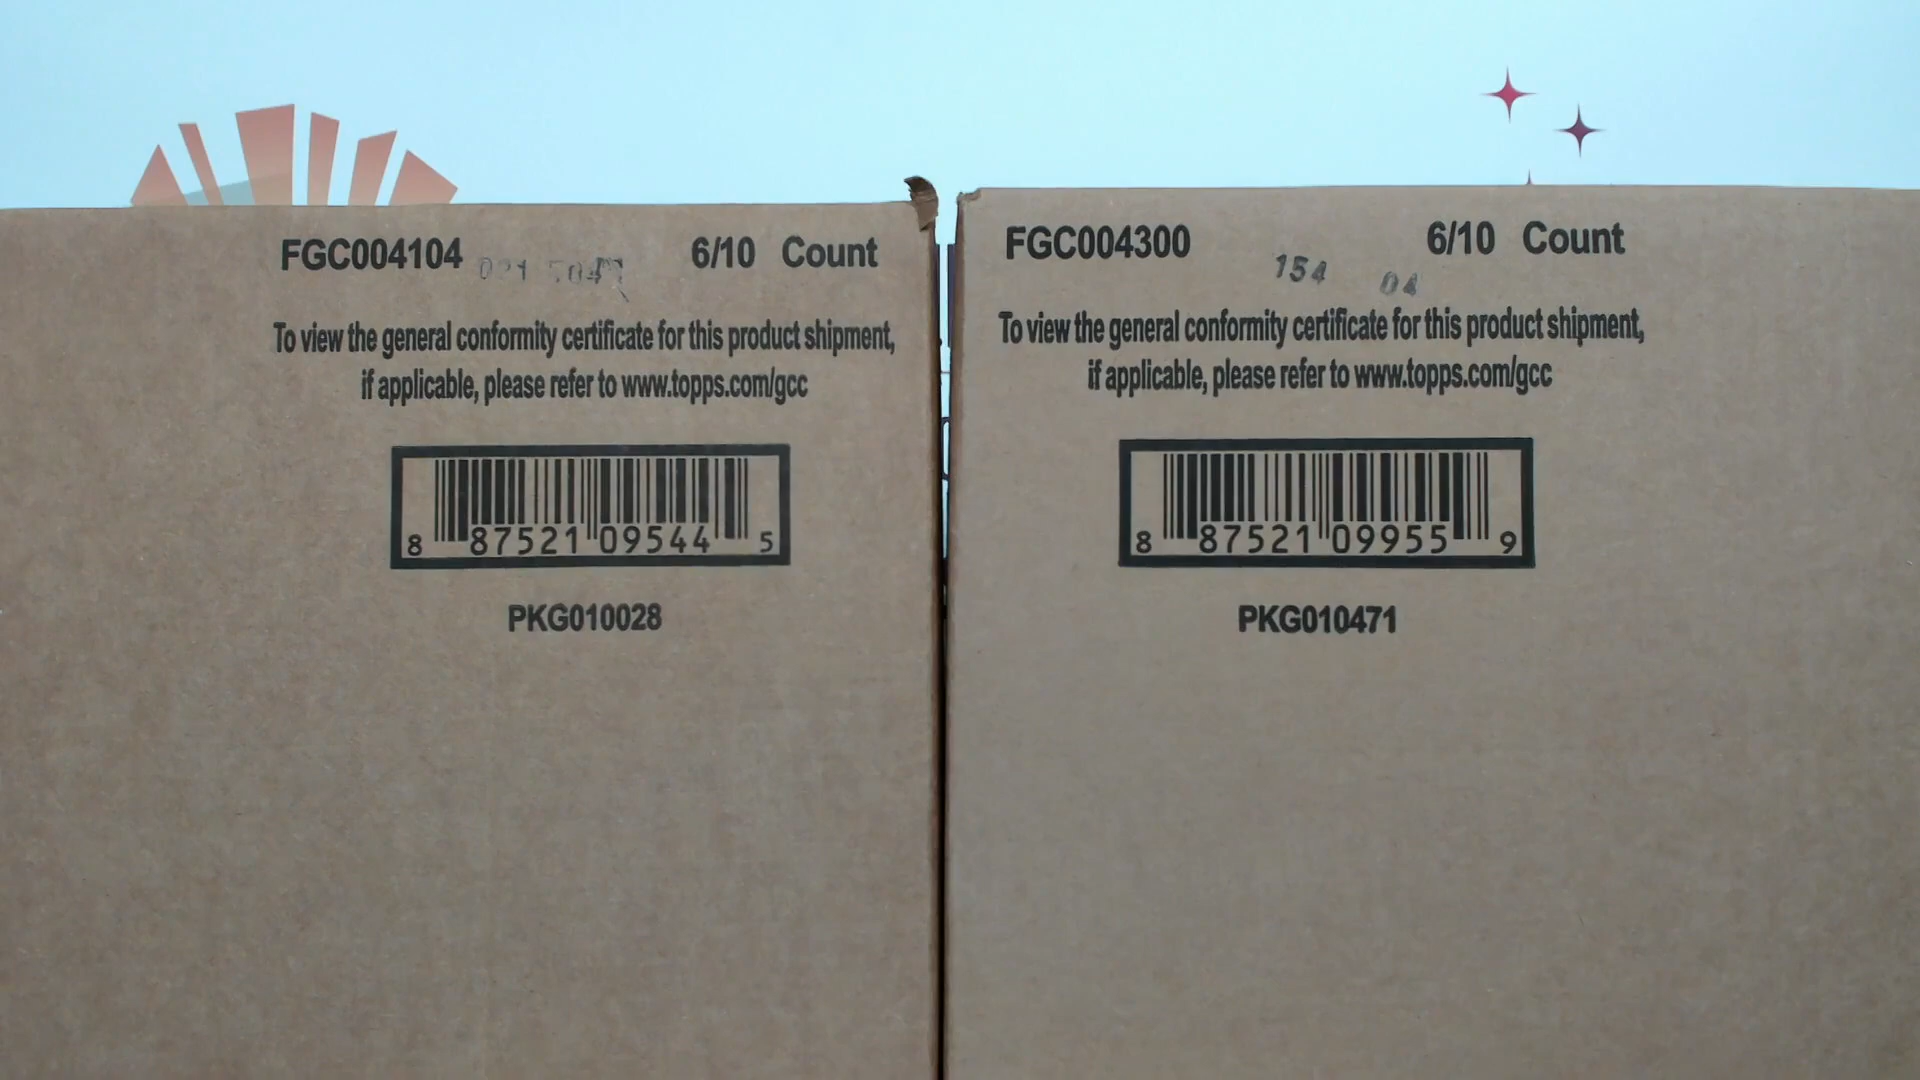 FGC004104 6/10 Count
To view the general conformity certificate for this product shipment,
if applicable, please refer to www.topps.com/gcc
8 87521 09544 5
PKG010028
FGC004300 154 04 6/10 Count
To view the general conformity certificate for this product shipment,
if applicable, please refer to www.topps.com/gcc
8 87521 09955 9
PKG010471